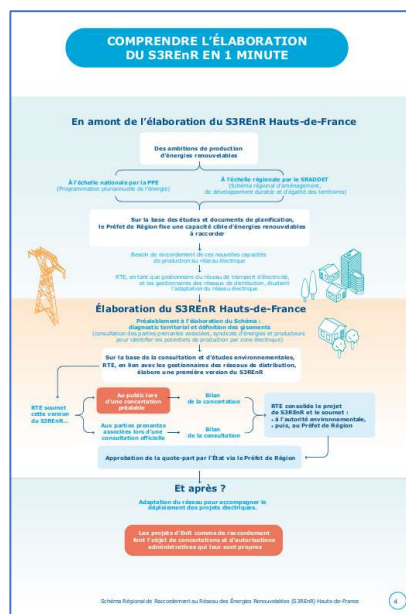 COMPRENDRE L'ÉLABORATION
DU S3REnR EN 1 MINUTE
En amont de l'élaboration du S3REnR Hauts-de-France
Des ambitions de production
d'énergies renouvelables
À l'échelle nationale par la PPE
(Programmation pluriannuelle de l'énergie)
À l'échelle régionale par le SRADDET
(Schéma régional d'aménagement,
de développement durable et d'égalité des territoires)
Sur la base des études et documents de planification,
le Préfet de Région fixe une capacité cible d'énergies renouvelables
à raccorder
Besoin de raccordement de ces nouvelles capacités
de production au réseau électrique
RTE, en tant que gestionnaire du réseau de transport d'électricité,
et les gestionnaires des réseaux de distribution, étudient
l'adaptation du réseau électrique
Élaboration du S3REnR Hauts-de-France
Préalablement à l'élaboration du Schéma :
diagnostic territorial et définition des gisements
(consultation des parties prenantes associées, syndicats d'énergies et producteurs
pour identifier les potentiels de production par zone électrique)
Sur la base de la consultation et d'études environnementales,
RTE, en lien avec les gestionnaires des réseaux de distribution,
élabore une première version du S3REnR
RTE soumet
cette version
du S3REnR...
Au public lors
d'une concertation
préalable
Bilan
de la concertation
Aux parties prenantes
associées lors d'une
consultation officielle
Bilan
de la consultation
RTE consolide le projet
de S3REnR et le soumet :
• à l'autorité environnementale,
• puis, au Préfet de Région
Approbation de la quote-part par l'État via le Préfet de Région
Et après ?
Adaptation du réseau pour accompagner le
déploiement des projets électriques.
Les projets d'EnR comme de raccordement
font l'objet de concertations et d'autorisations
administratives qui leur sont propres
Schéma Régional de Raccordement au Réseau des Énergies Renouvelables (S3REnR) Hauts-de-France
4